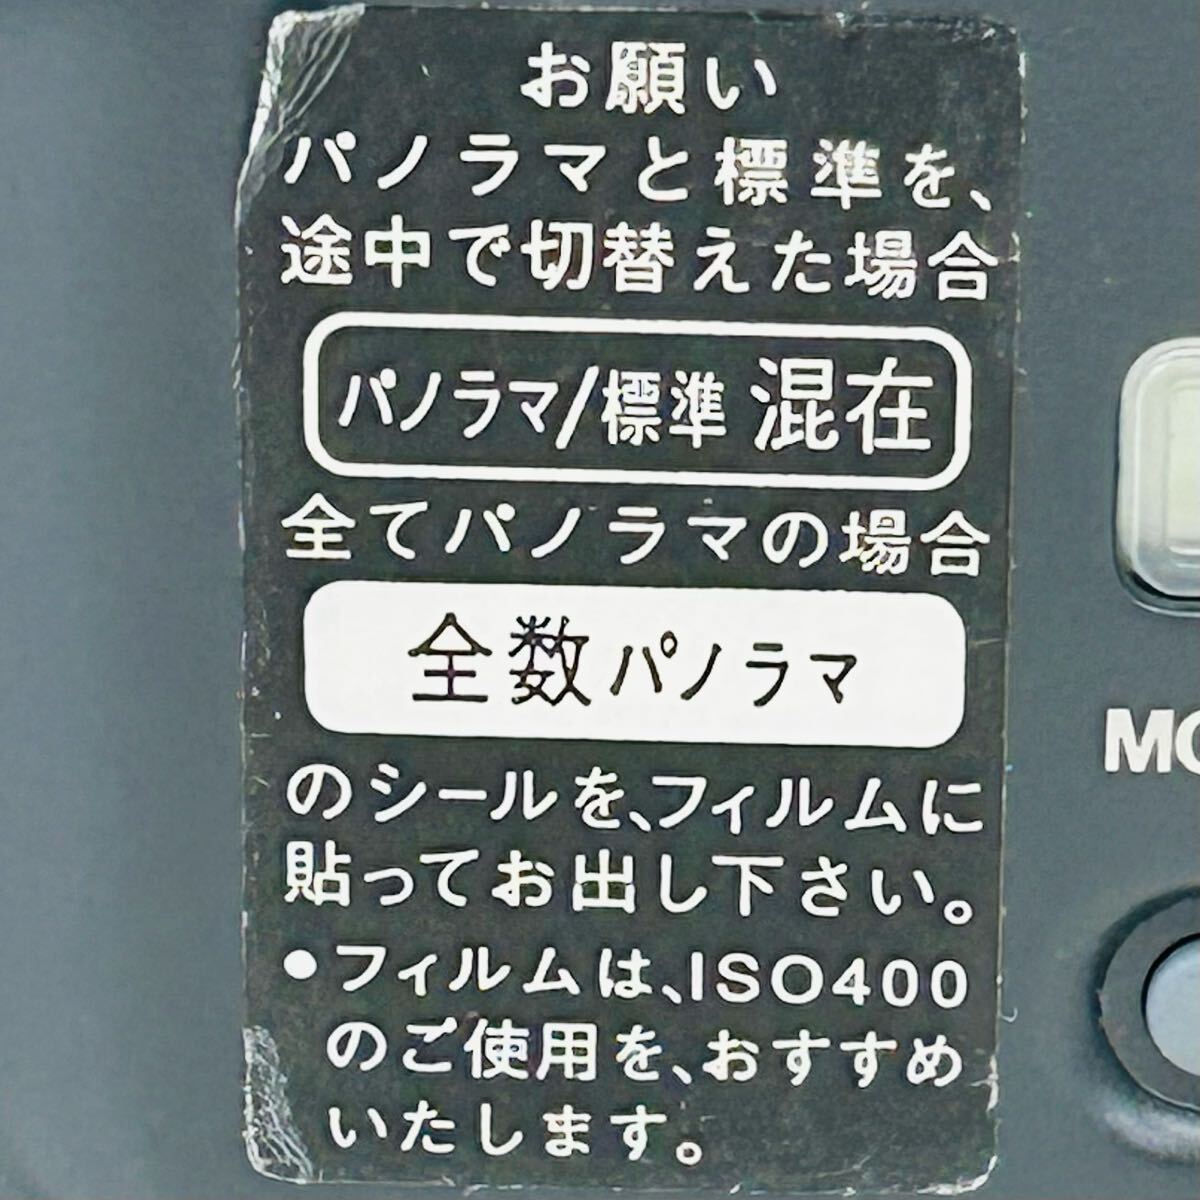 お願い
パノラマと標準を、
途中で切替えた場合
パノラマ/標準 混在
全てパノラマの場合
全数パノラマ
のシールを、フィルムに
貼ってお出し下さい。
●フィルムは、ISO400
のご使用を、おすすめ
いたします。